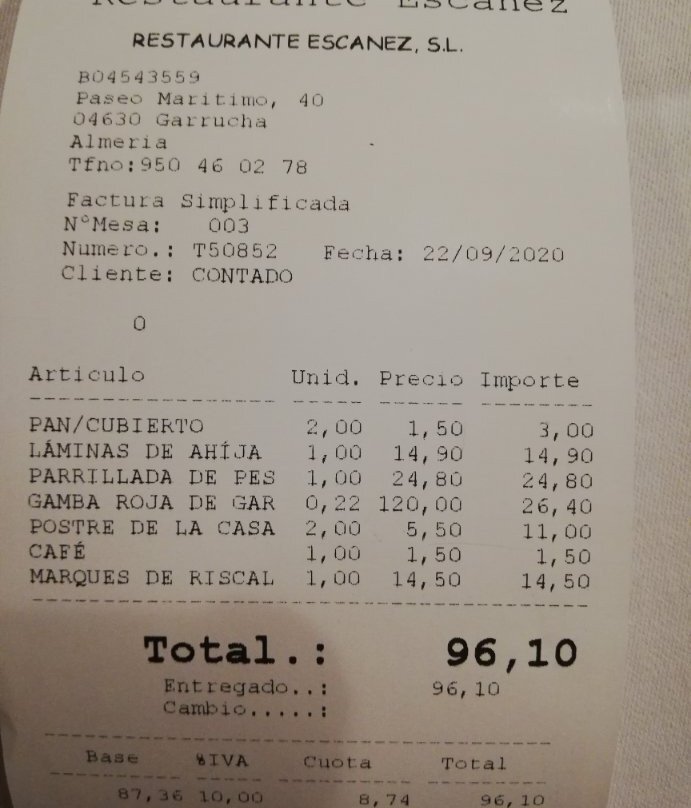 Restaurante Escanez
RESTAURANTE ESCANEZ, S.L.
B04543559
Paseo Maritimo, 40
04630 Garrucha
Almeria
Tfno:950 46 02 78
Factura Simplificada
NºMesa: 003
Numero.: T50852 Fecha: 22/09/2020
Cliente: CONTADO
0
Articulo Unid. Precio Importe
PAN/CUBIERTO 2,00 1,50 3,00
LÁMINAS DE AHÍJA 1,00 14,90 14,90
PARRILLADA DE PES 1,00 24,80 24,80
GAMBA ROJA DE GAR 0,22 120,00 26,40
POSTRE DE LA CASA 2,00 5,50 11,00
CAFÉ 1,00 1,50 1,50
MARQUES DE RISCAL 1,00 14,50 14,50
Total.: 96,10
Entregado..: 96,10
Cambio.....:
Base %IVA Cuota Total
87,36 10,00 8,74 96,10